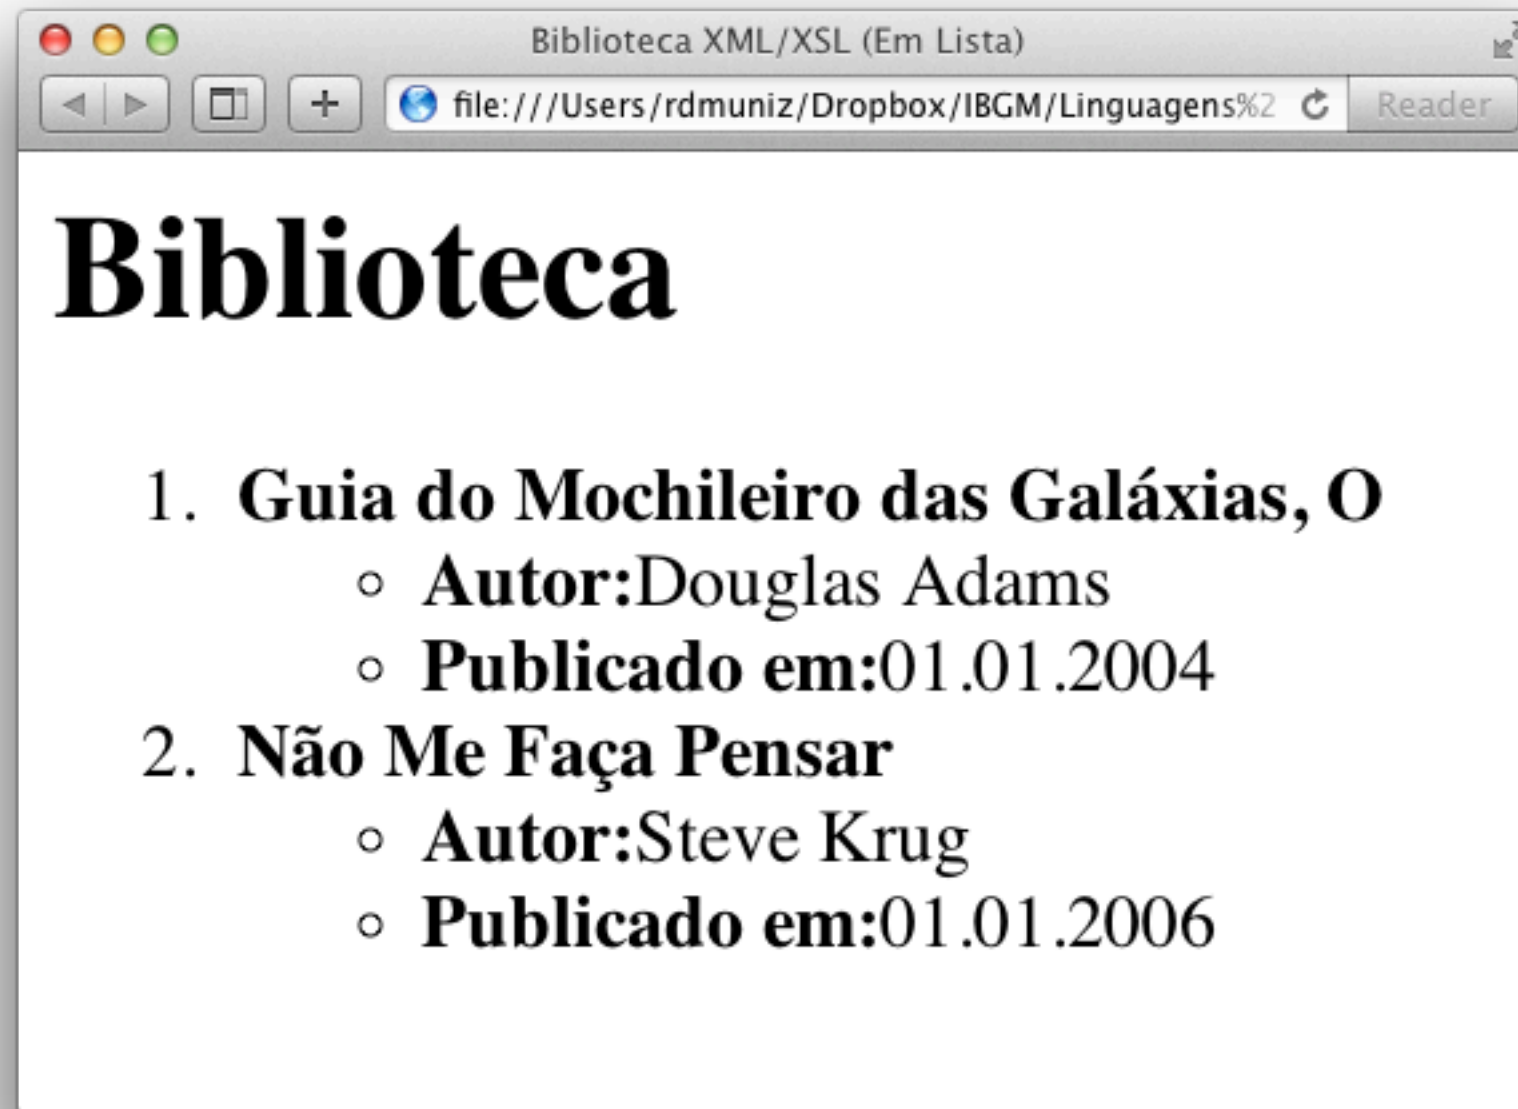 Biblioteca XML/XSL (Em Lista)
file:///Users/rdmuniz/Dropbox/IBGM/Linguagens%2 Reader
Biblioteca
1. Guia do Mochileiro das Galáxias, O
Autor:Douglas Adams
Publicado em:01.01.2004
2. Não Me Faça Pensar
Autor:Steve Krug
Publicado em:01.01.2006